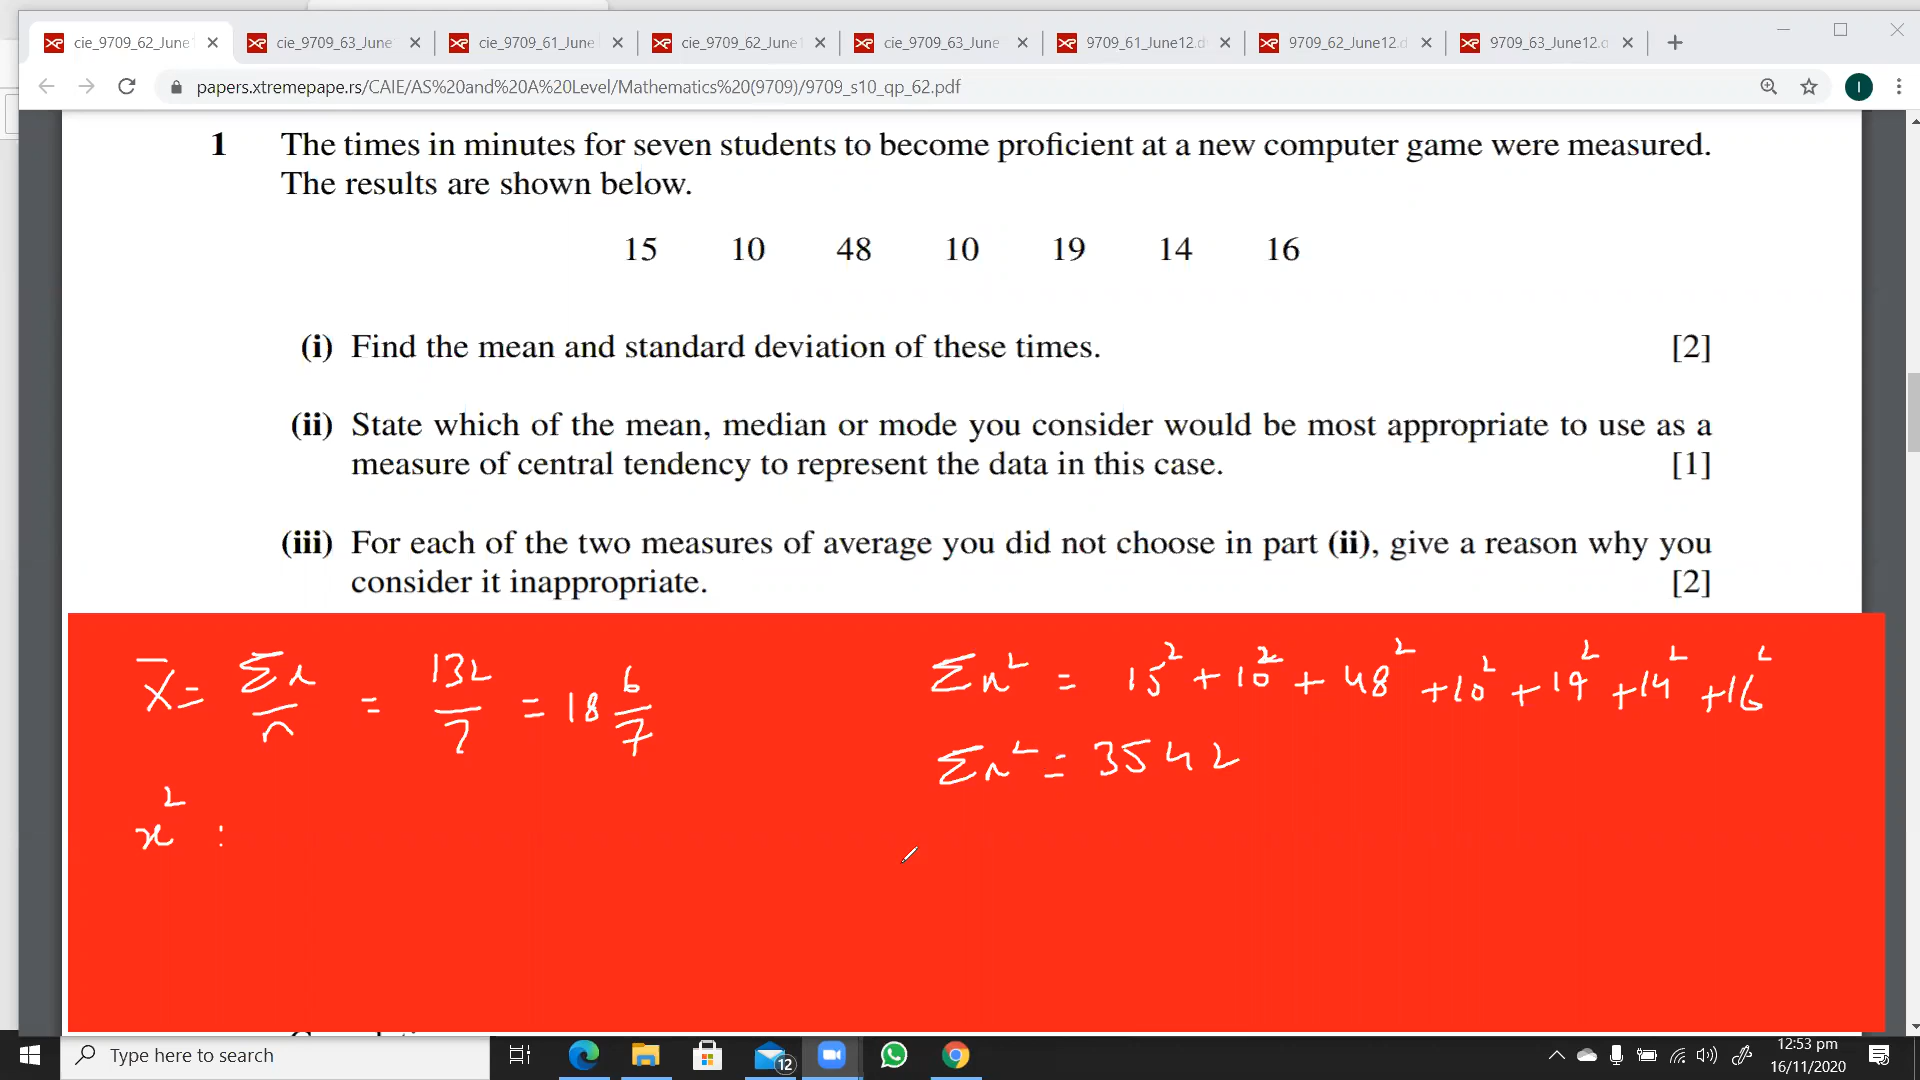 cie_9709_62_June
cie_9709_63_June
cie_9709_61_June
cie_9709_62_June
cie_9709_63_June
9709_61_June12.d
9709_62_June12.d
9709_63_June12.d
papers.xtremepape.rs/CAIE/AS%20and%20A%20Level/Mathematics%20(9709)/9709_s10_qp_62.pdf
I
1 The times in minutes for seven students to become proficient at a new computer game were measured.
The results are shown below.
15 10 48 10 19 14 16
(i) Find the mean and standard deviation of these times. [2]
(ii) State which of the mean, median or mode you consider would be most appropriate to use as a
measure of central tendency to represent the data in this case. [1]
(iii) For each of the two measures of average you did not choose in part (ii), give a reason why you
consider it inappropriate. [2]
x̄ = Σx/n = 132/7 = 18 6/7
Σx² = 15² + 10² + 48² + 10² + 19² + 14² + 16²
Σx² = 3542
x² :
Type here to search
12
12:53 pm
16/11/2020